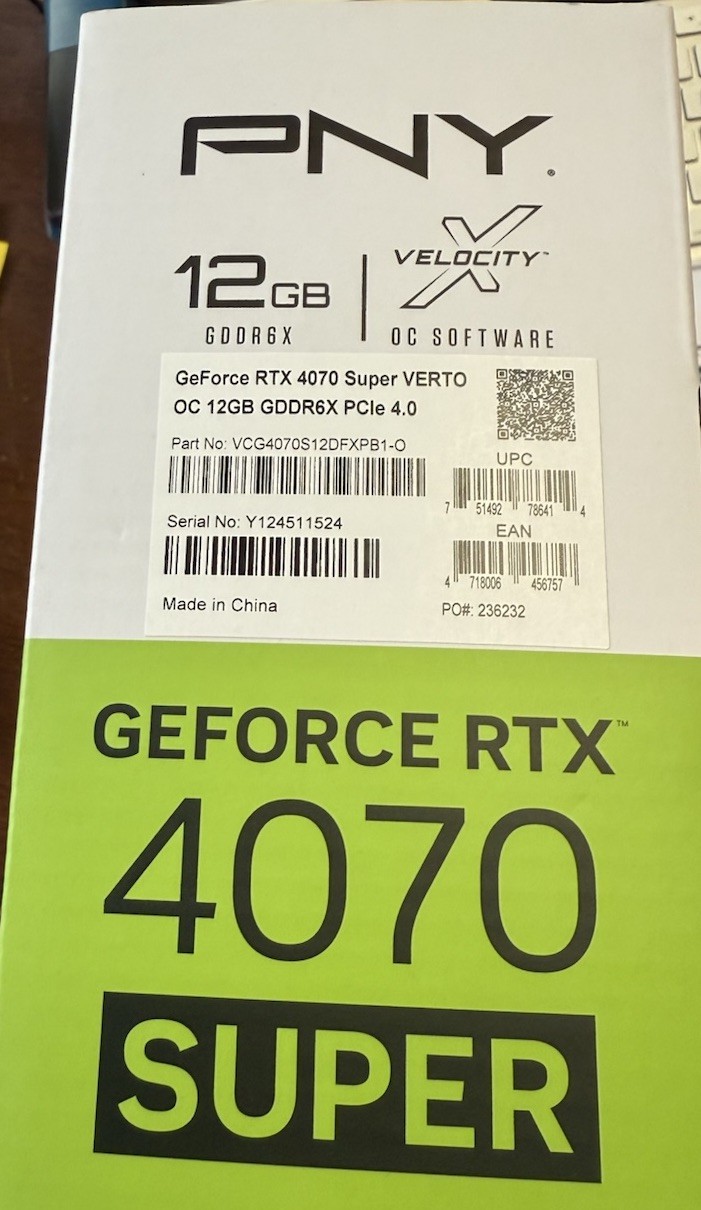 PNY®
12GB
GDDR6X
VELOCITY™
X
OC SOFTWARE
GeForce RTX 4070 Super VERTO
OC 12GB GDDR6X PCIe 4.0
Part No: VCG4070S12DFXPB1-O
Serial No: Y124511524
Made in China
UPC
7 51492 78641 4
EAN
4 718006 456757
PO#: 236232
GEFORCE RTX™
4070
SUPER